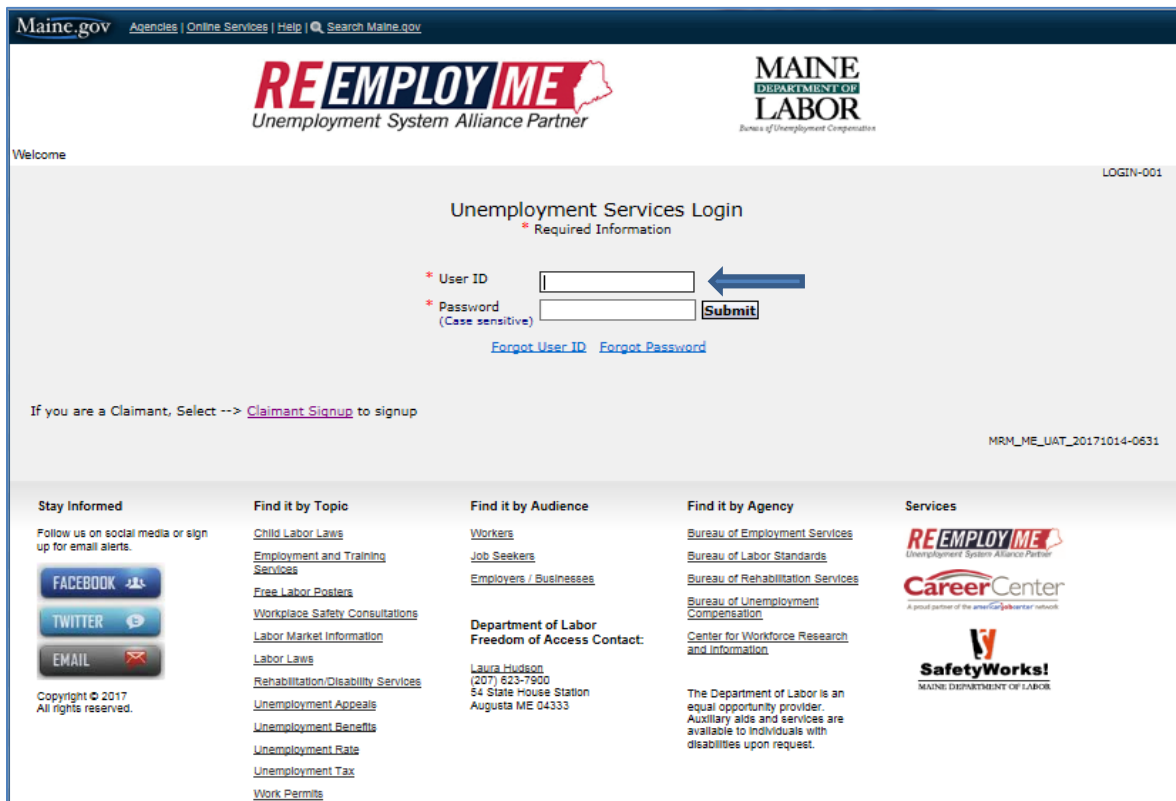 Maine.gov Agencies | Online Services | Help | Search Maine.gov
REEMPLOYME
Unemployment System Alliance Partner
MAINE
DEPARTMENT OF
LABOR
Bureau of Unemployment Compensation
Welcome
LOGIN-001
Unemployment Services Login
* Required Information
* User ID
* Password
(Case sensitive)
Submit
Forgot User ID Forgot Password
If you are a Claimant, Select --> Claimant Signup to signup
MRM_ME_UAT_20171014-0631
Stay Informed
Follow us on social media or sign
up for email alerts.
FACEBOOK
TWITTER
EMAIL
Copyright © 2017
All rights reserved.
Find it by Topic
Child Labor Laws
Employment and Training
Services
Free Labor Posters
Workplace Safety Consultations
Labor Market Information
Labor Laws
Rehabilitation/Disability Services
Unemployment Appeals
Unemployment Benefits
Unemployment Rate
Unemployment Tax
Work Permits
Find it by Audience
Workers
Job Seekers
Employers / Businesses
Department of Labor
Freedom of Access Contact:
Laura Hudson
(207) 623-7900
54 State House Station
Augusta ME 04333
Find it by Agency
Bureau of Employment Services
Bureau of Labor Standards
Bureau of Rehabilitation Services
Bureau of Unemployment
Compensation
Center for Workforce Research
and Information
The Department of Labor is an
equal opportunity provider.
Auxiliary aids and services are
available to individuals with
disabilities upon request.
Services
REEMPLOYME
Unemployment System Alliance Partner
CareerCenter
A proud partner of the americanjobcenter network
SafetyWorks!
MAINE DEPARTMENT OF LABOR